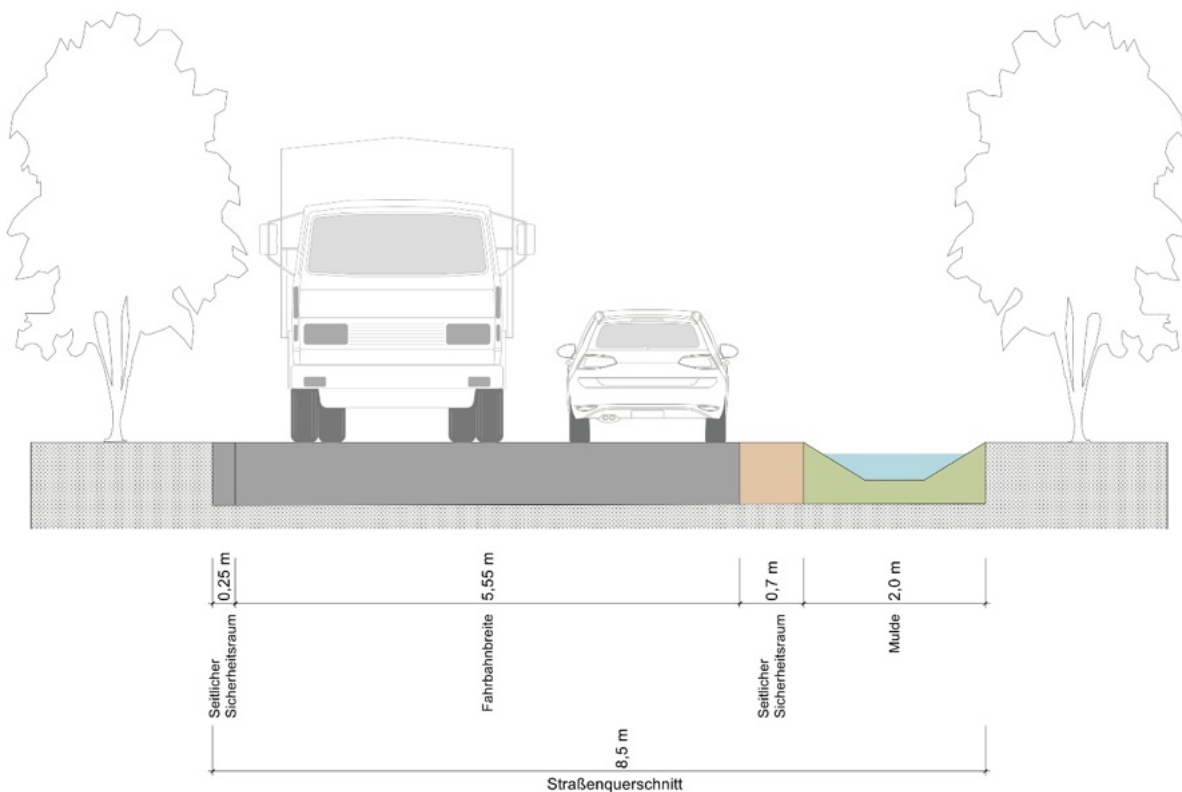 0,25 m
5,55 m
0,7 m
2,0 m
Seitlicher
Sicherheitsraum
Fahrbahnbreite
Seitlicher
Sicherheitsraum
Mulde
8,5 m
Straßenquerschnitt